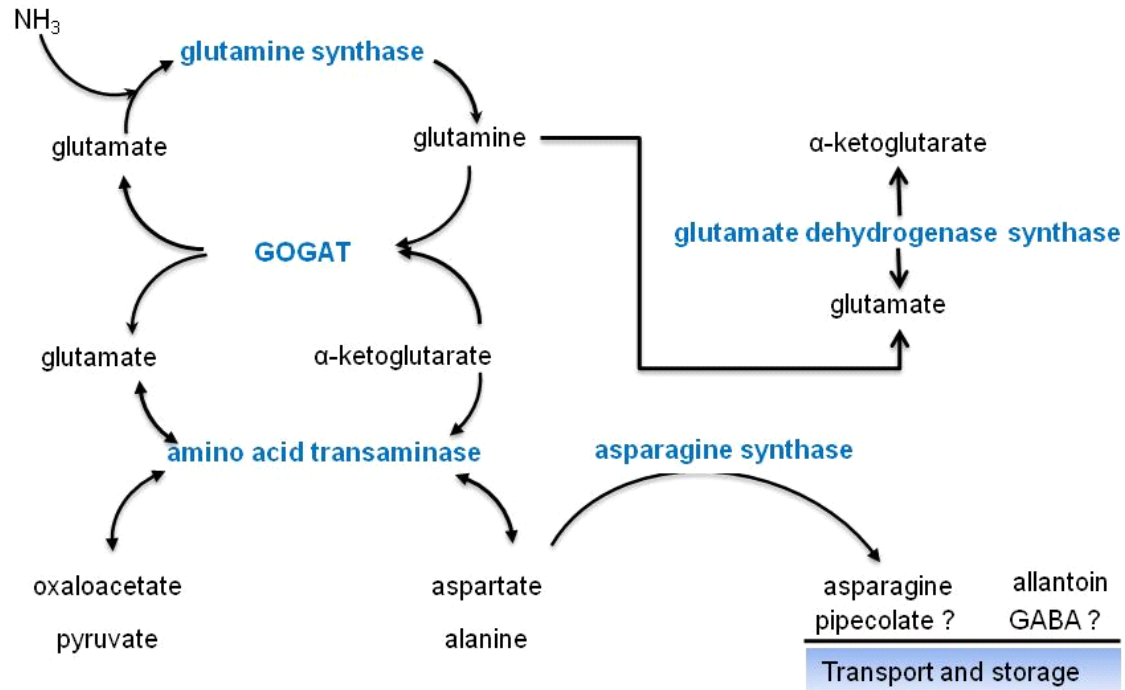 NH₃
glutamine synthase
glutamate
glutamine
α-ketoglutarate
GOGAT
glutamate dehydrogenase synthase
glutamate
glutamate
α-ketoglutarate
amino acid transaminase
asparagine synthase
oxaloacetate
aspartate
asparagine
allantoin
pyruvate
alanine
pipecolate ?
GABA ?
Transport and storage